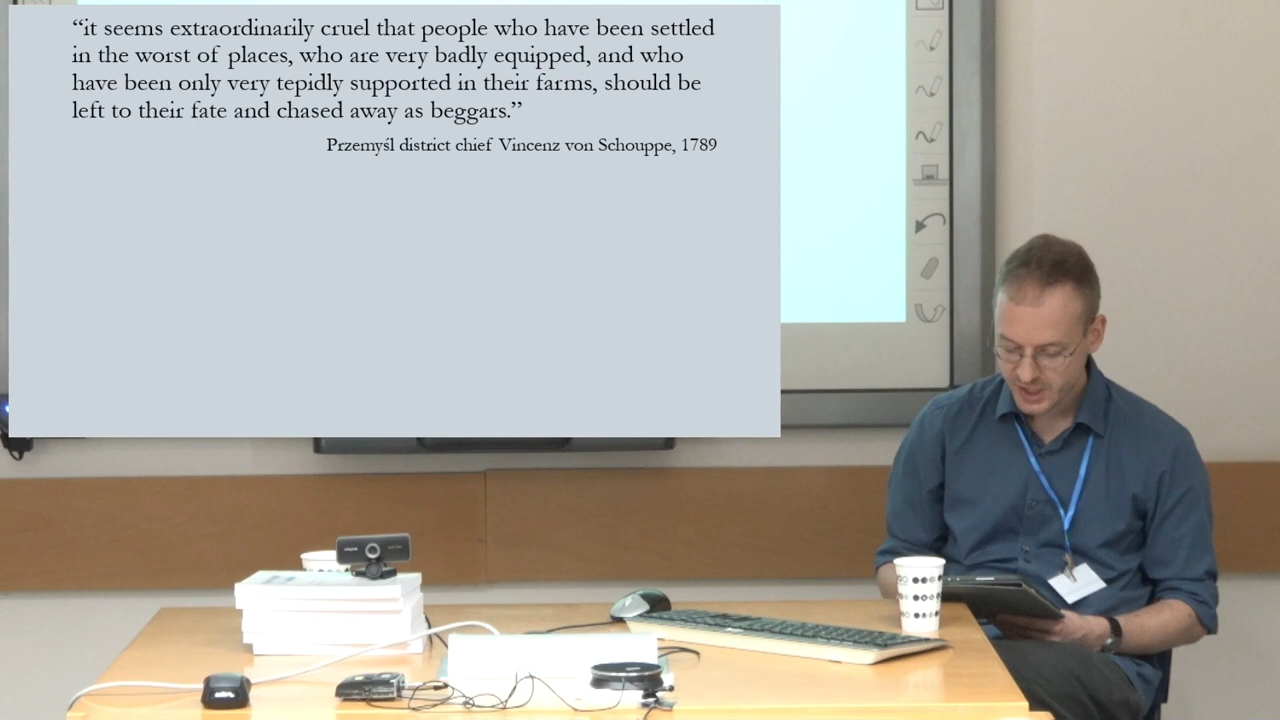 “it seems extraordinarily cruel that people who have been settled
in the worst of places, who are very badly equipped, and who
have been only very tepidly supported in their farms, should be
left to their fate and chased away as beggars.”
Przemyśl district chief Vincenz von Schouppe, 1789